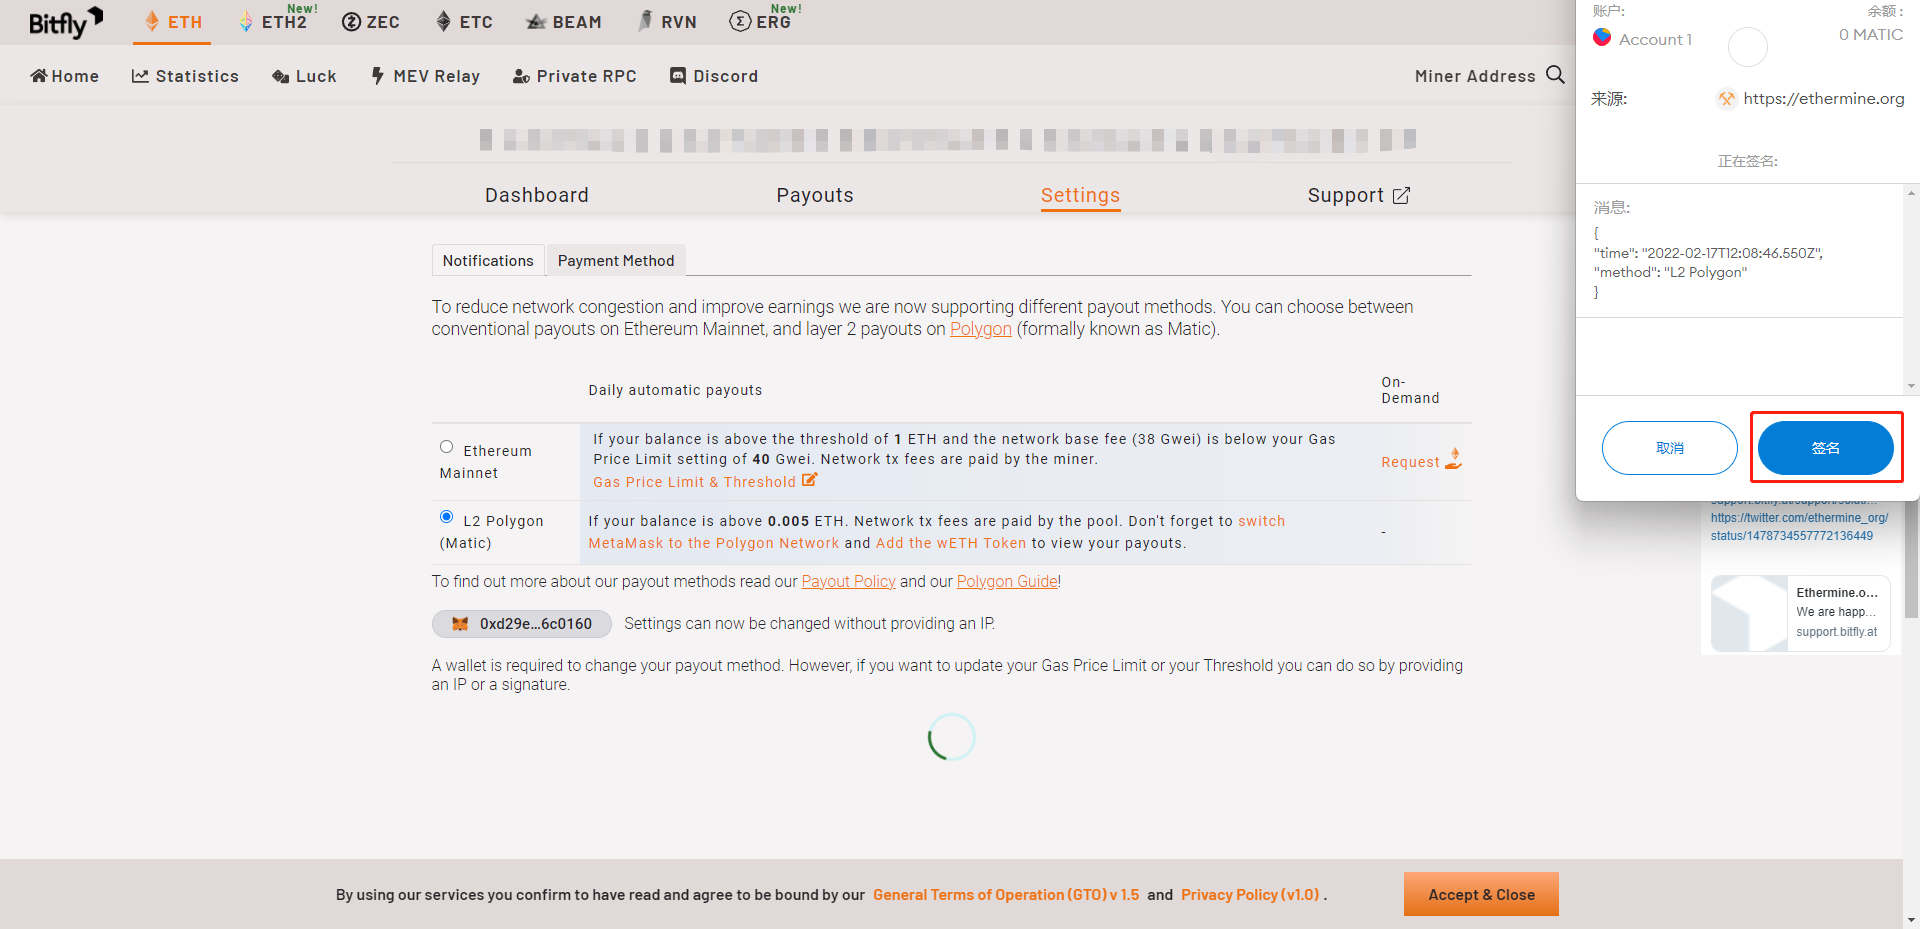 Bitfly
ETH
ETH2
New!
ZEC
ETC
BEAM
RVN
ERG
New!
Home
Statistics
Luck
MEV Relay
Private RPC
Discord
Miner Address
Dashboard
Payouts
Settings
Support
Notifications
Payment Method
To reduce network congestion and improve earnings we are now supporting different payout methods. You can choose between
conventional payouts on Ethereum Mainnet, and layer 2 payouts on Polygon (formally known as Matic).
Daily automatic payouts
On-
Demand
Ethereum
Mainnet
If your balance is above the threshold of 1 ETH and the network base fee (38 Gwei) is below your Gas
Price Limit setting of 40 Gwei. Network tx fees are paid by the miner.
Gas Price Limit & Threshold
Request
L2 Polygon
(Matic)
If your balance is above 0.005 ETH. Network tx fees are paid by the pool. Don't forget to switch
MetaMask to the Polygon Network and Add the wETH Token to view your payouts.
-
To find out more about our payout methods read our Payout Policy and our Polygon Guide!
0xd29e...6c0160
Settings can now be changed without providing an IP.
A wallet is required to change your payout method. However, if you want to update your Gas Price Limit or your Threshold you can do so by providing
an IP or a signature.
账户:
余额 :
Account 1
0 MATIC
来源:
https://ethermine.org
正在签名:
消息:
{
"time": "2022-02-17T12:08:46.550Z",
"method": "L2 Polygon"
}
取消
签名
https://twitter.com/ethermine_org/
status/1478734557772136449
Ethermine.o...
We are happ...
support.bitfly.at
By using our services you confirm to have read and agree to be bound by our General Terms of Operation (GTO) v 1.5 and Privacy Policy (v1.0) .
Accept & Close